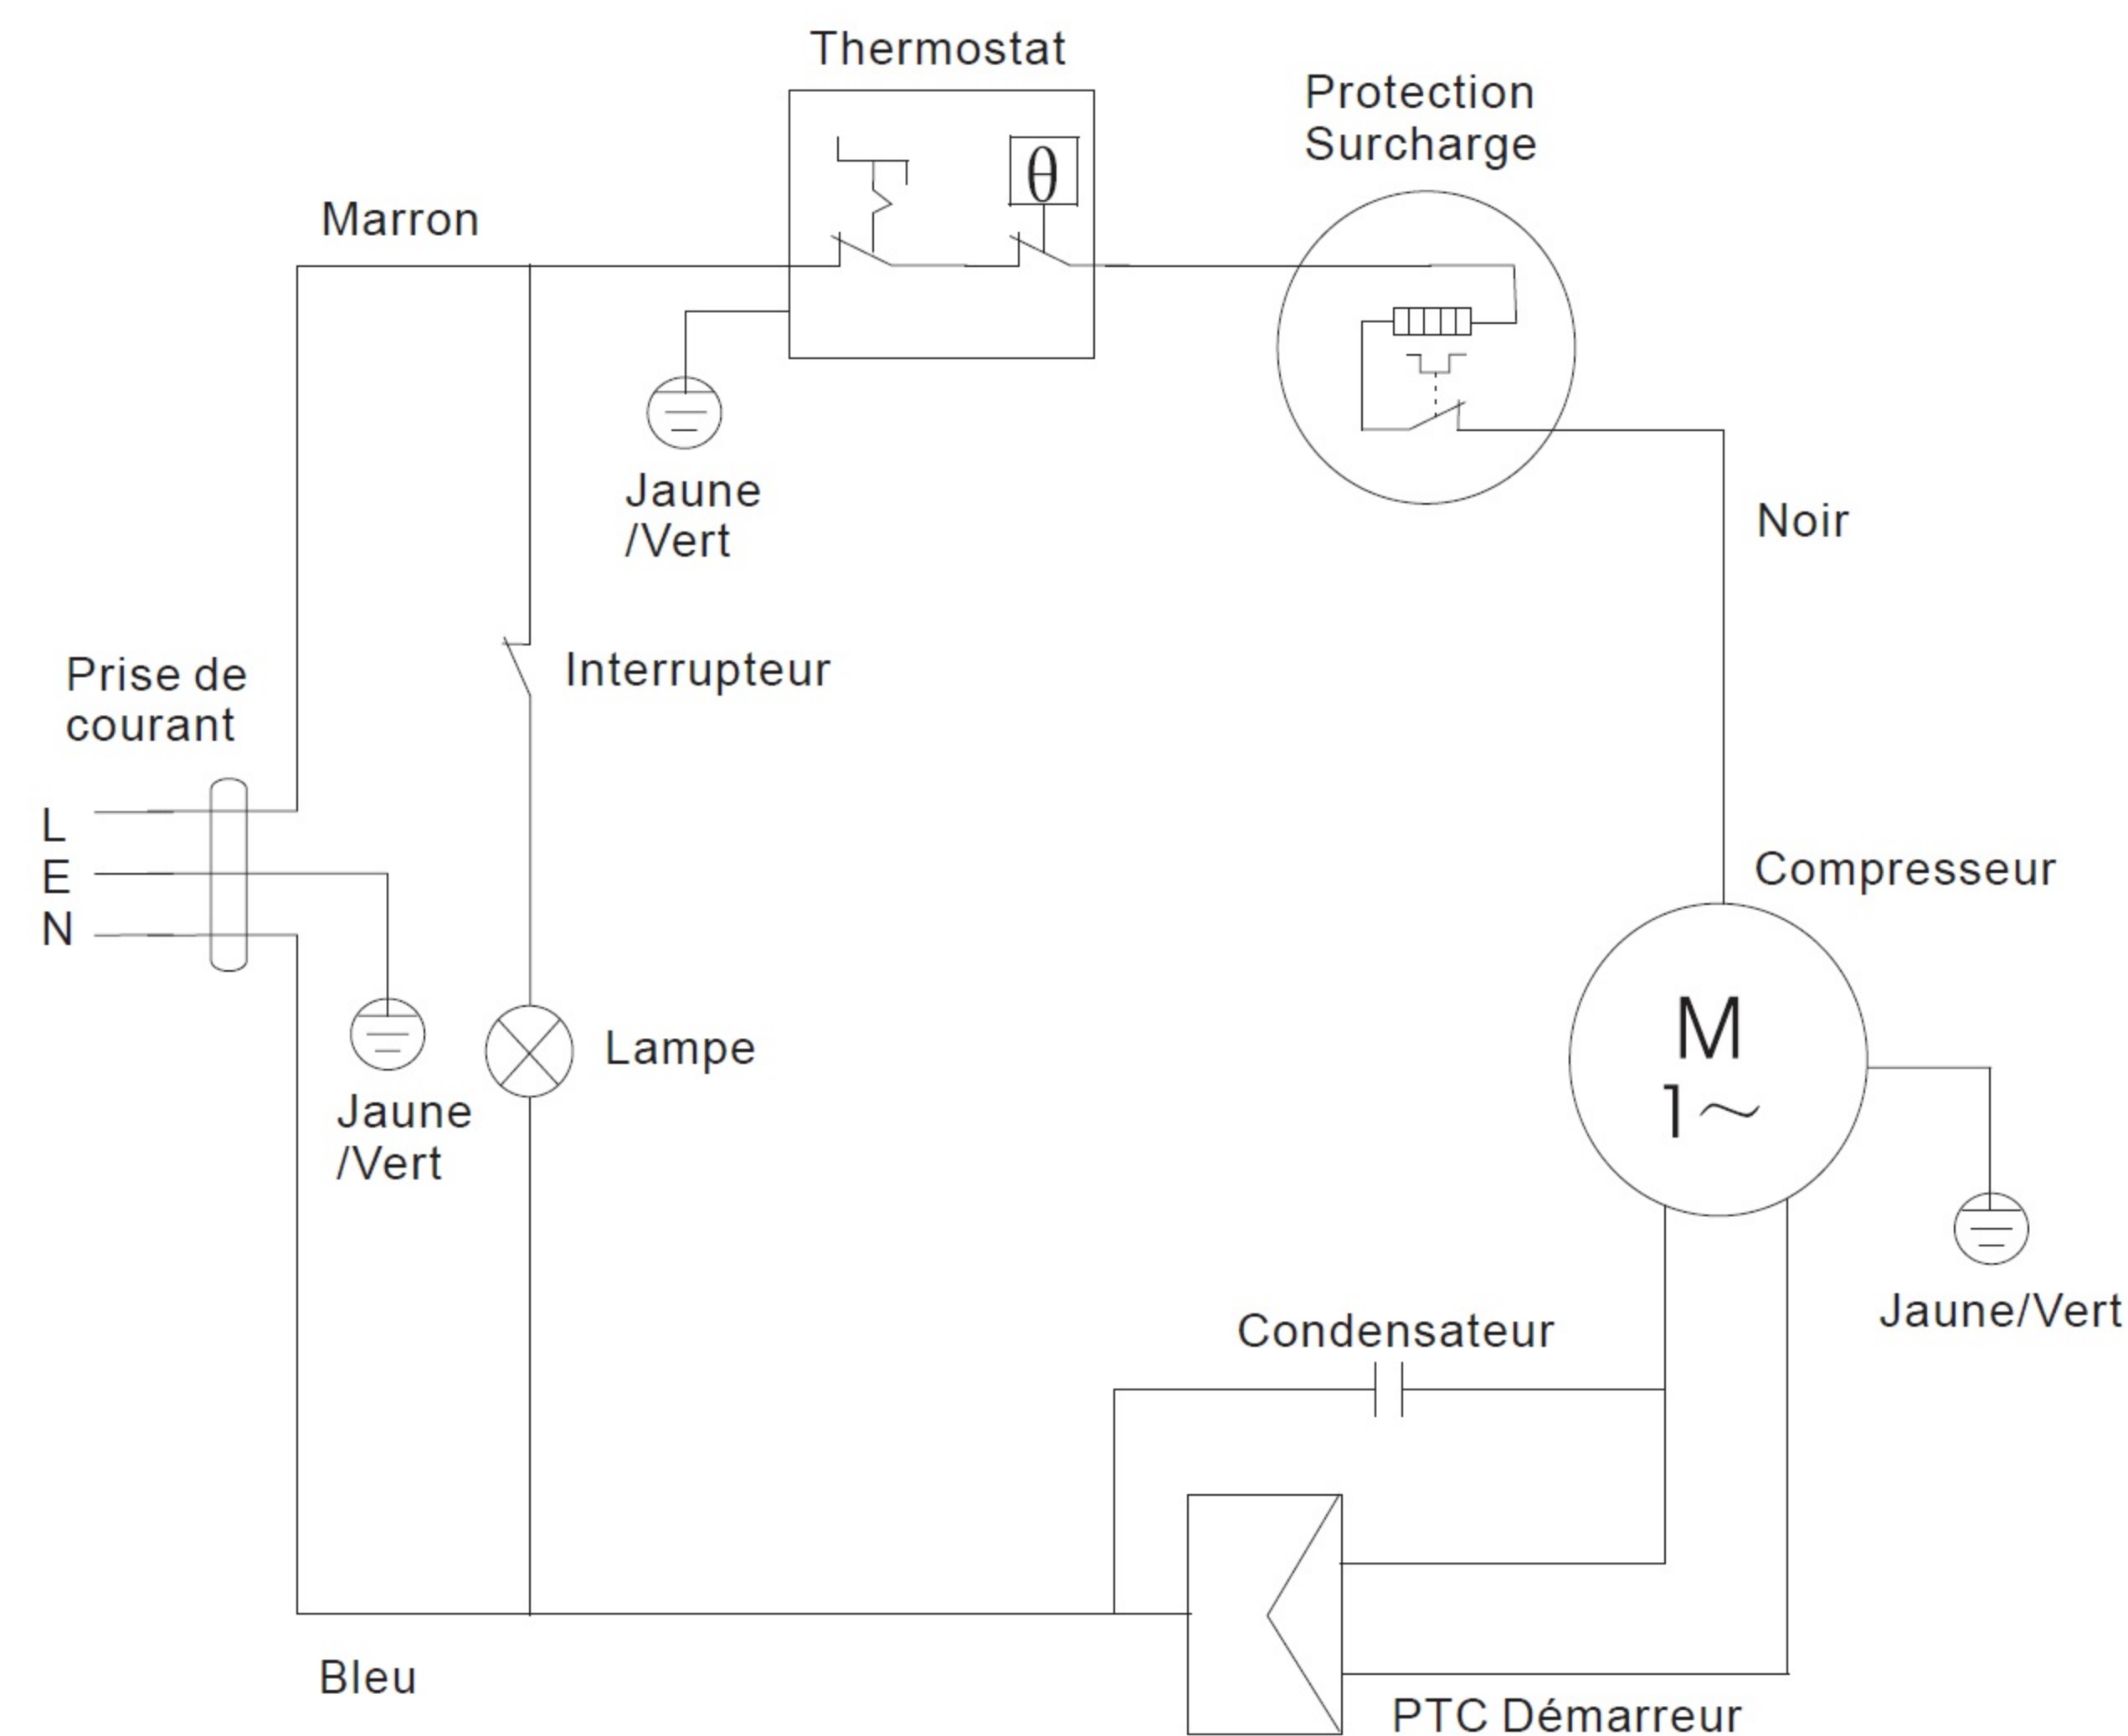 Thermostat
Protection
Surcharge
θ
Marron
Jaune
/Vert
Noir
Interrupteur
Prise de
courant
L
E
N
Compresseur
M
1~
Lampe
Jaune
/Vert
Jaune/Vert
Condensateur
Bleu
PTC Démarreur